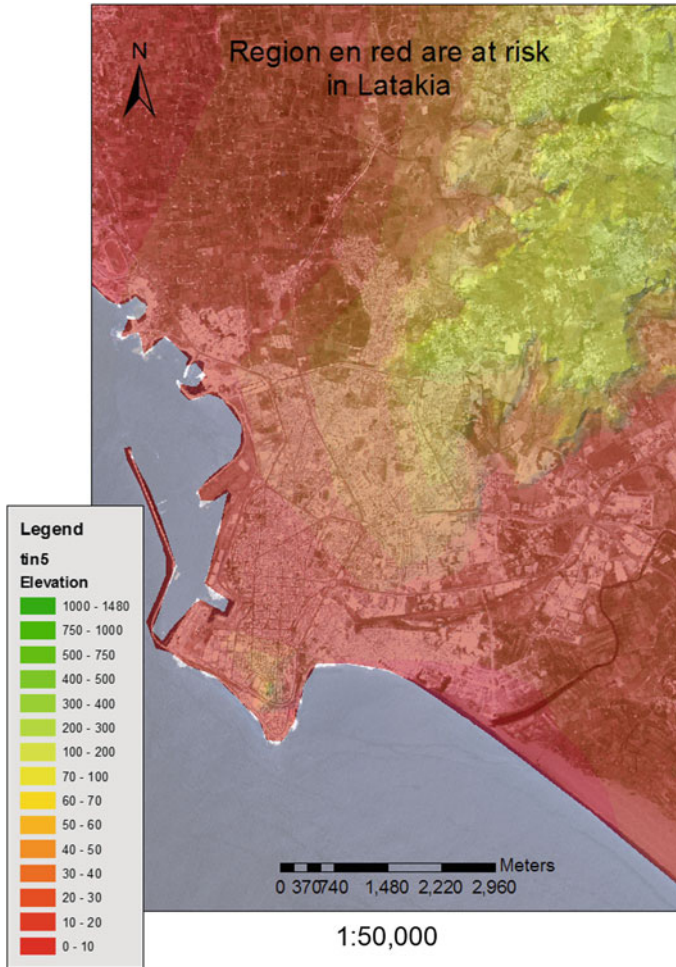 Region en red are at risk
in Latakia
N
Legend
tin5
Elevation
1000 - 1480
750 - 1000
500 - 750
400 - 500
300 - 400
200 - 300
100 - 200
70 - 100
60 - 70
50 - 60
40 - 50
30 - 40
20 - 30
10 - 20
0 - 10
Meters
0 370 740 1,480 2,220 2,960
1:50,000